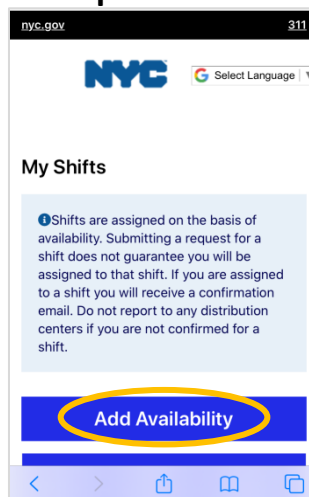 nyc.gov 311
NYC Select Language
My Shifts
Shifts are assigned on the basis of
availability. Submitting a request for a
shift does not guarantee you will be
assigned to that shift. If you are assigned
to a shift you will receive a confirmation
email. Do not report to any distribution
centers if you are not confirmed for a
shift.
Add Availability